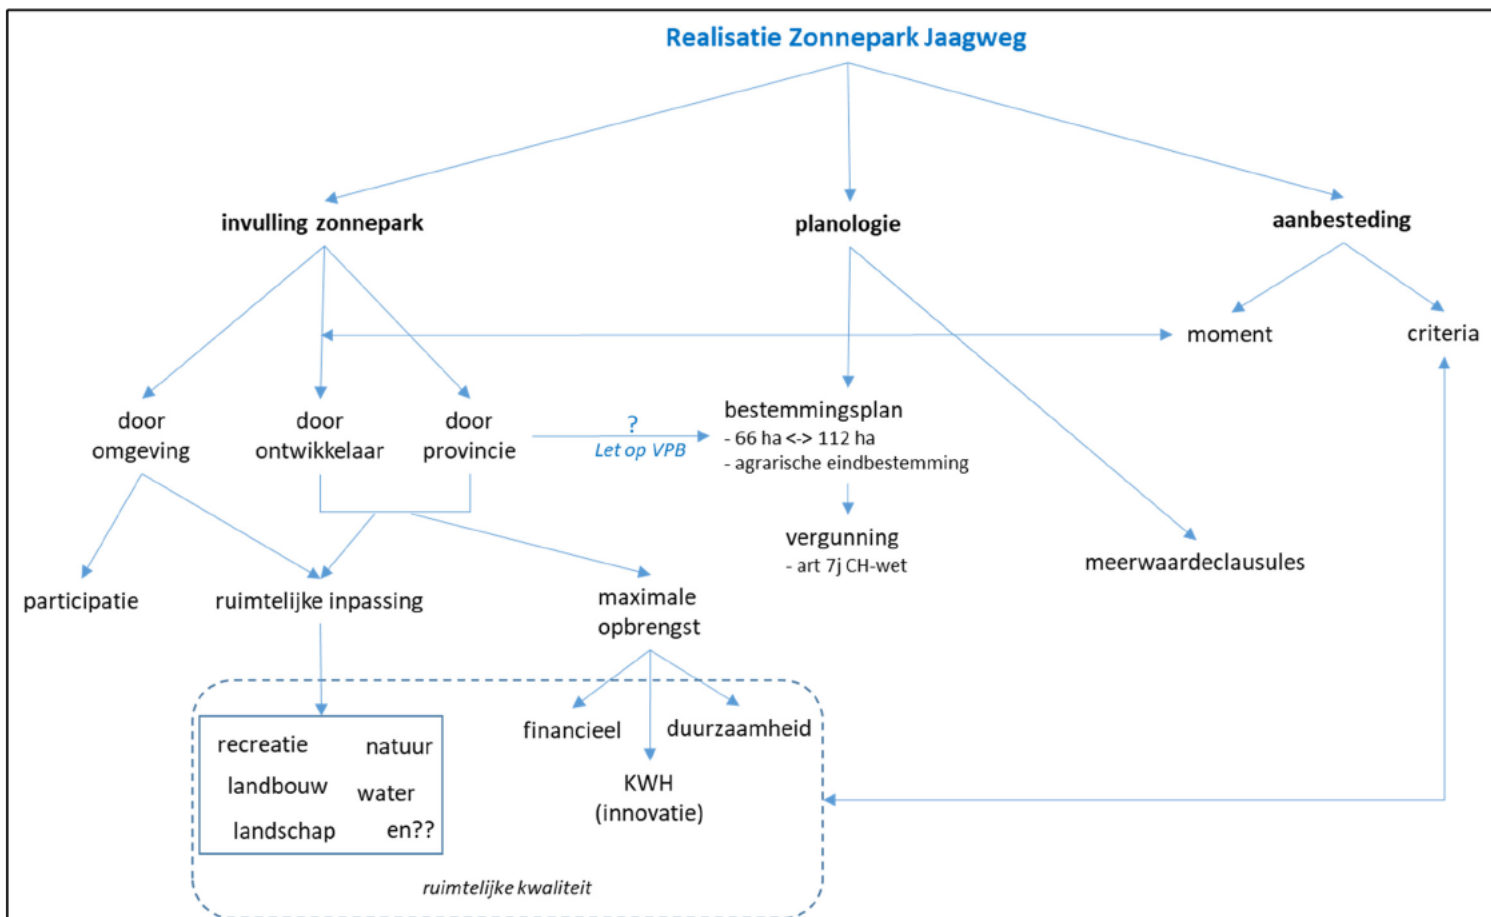 Realisatie Zonnepark Jaagweg
invulling zonnepark
planologie
aanbesteding
moment
criteria
door
omgeving
door
ontwikkelaar
door
provincie
?
Let op VPB
bestemmingsplan
- 66 ha <-> 112 ha
- agrarische eindbestemming
vergunning
- art 7j CH-wet
meerwaardeclausules
participatie
ruimtelijke inpassing
maximale
opbrengst
financieel
duurzaamheid
KWH
(innovatie)
recreatie
natuur
landbouw
water
landschap
en??
ruimtelijke kwaliteit